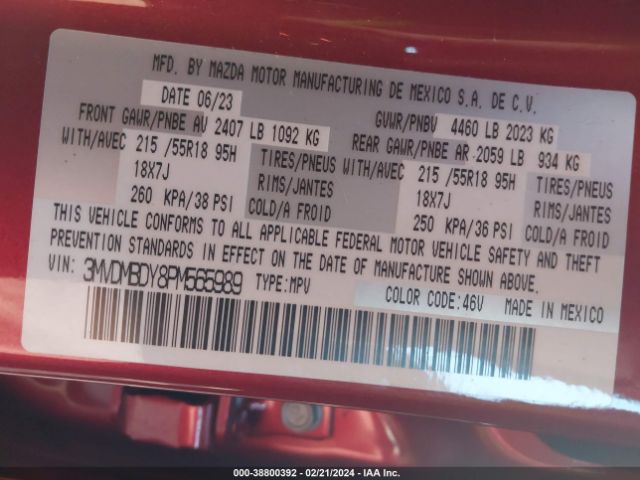 MFD. BY MAZDA MOTOR MANUFACTURING DE MEXICO S.A. DE C.V.
DATE 06/23
GVWR/PNBV 4460 LB 2023 KG
FRONT GAWR/PNBE AV 2407 LB 1092 KG
REAR GAWR/PNBE AR 2059 LB 934 KG
WITH/AVEC 215 /55R18 95H TIRES/PNEUS
18X7J RIMS/JANTES
260 KPA/38 PSI COLD/A FROID
WITH/AVEC 215 /55R18 95H TIRES/PNEUS
18X7J RIMS/JANTES
250 KPA/36 PSI COLD/A FROID
THIS VEHICLE CONFORMS TO ALL APPLICABLE FEDERAL MOTOR VEHICLE SAFETY AND THEFT
PREVENTION STANDARDS IN EFFECT ON THE DATE OF MANUFACTURE SHOWN ABOVE.
VIN: 3MVDMBDY8PM565989 TYPE:MPV
COLOR CODE:46V MADE IN MEXICO
000-38800392 - 02/21/2024 - IAA Inc.